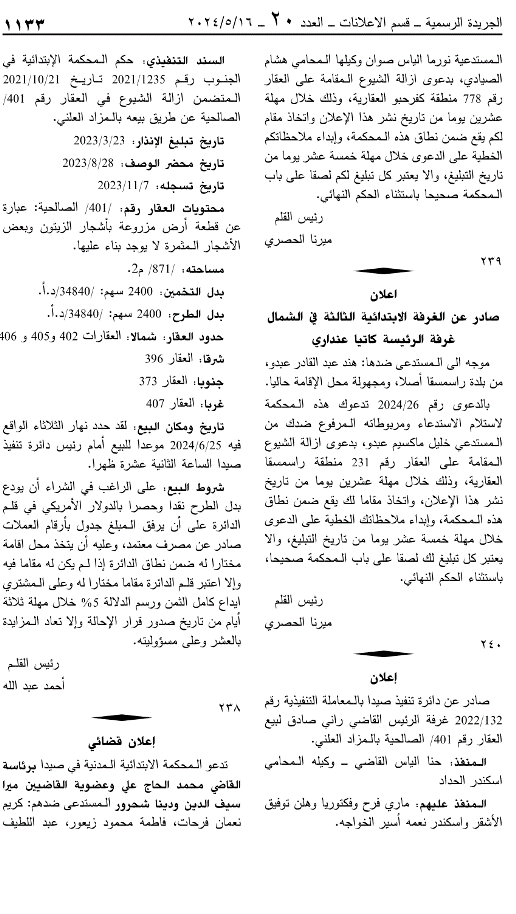 الجريدة الرسمية – قسم الاعلانات – العدد ٢٠ – ٢٠٢٤/٥/١٦
١١٣٣
المستدعية نورما الياس صوان وكيلها المحامي هشام
الصيادي، بدعوى ازالة الشيوع المقامة على العقار
رقم 778 منطقة كفرحبو العقارية، وذلك خلال مهلة
عشرين يوما من تاريخ نشر هذا الإعلان واتخاذ مقام
لكم يقع ضمن نطاق هذه المحكمة، وإبداء ملاحظاتكم
الخطية على الدعوى خلال مهلة خمسة عشر يوما من
تاريخ التبليغ، والا يعتبر كل تبليغ لكم لصقا على باب
المحكمة صحيحا باستثناء الحكم النهائي.
رئيس القلم
ميرنا الحصري
٢٣٩
اعلان
صادر عن الغرفة الابتدائية الثالثة في الشمال
غرفة الرئيسة كاتيا عنداري
موجه الى المستدعى ضدها: هند عبد القادر عبدو،
من بلدة راسمسقا أصلا، ومجهولة محل الإقامة حاليا.
بالدعوى رقم 2024/26 تدعوك هذه المحكمة
لاستلام الاستدعاء ومربوطاته المرفوع ضدك من
المستدعي خليل ماكسيم عبدو، بدعوى ازالة الشيوع
المقامة على العقار رقم 231 منطقة راسمسقا
العقارية، وذلك خلال مهلة عشرين يوما من تاريخ
نشر هذا الإعلان، واتخاذ مقاما لك يقع ضمن نطاق
هذه المحكمة، وإبداء ملاحظاتك الخطية على الدعوى
خلال مهلة خمسة عشر يوما من تاريخ التبليغ، والا
يعتبر كل تبليغ لك لصقا على باب المحكمة صحيحا،
باستثناء الحكم النهائي.
رئيس القلم
ميرنا الحصري
٢٤٠
إعلان
صادر عن دائرة تنفيذ صيدا بالمعاملة التنفيذية رقم
2022/132 غرفة الرئيس القاضي راني صادق لبيع
العقار رقم 401/ الصالحية بالمزاد العلني.
المنفذ: حنا الياس القاضي – وكيله المحامي
اسكندر الحداد
المنفذ عليهم: ماري فرح وفكتوريا وهلن توفيق
الأشقر واسكندر نعمه أسير الخواجه.
السند التنفيذي: حكم المحكمة الإبتدائية في
الجنوب رقم 2021/1235 تاريخ 2021/10/21
المتضمن ازالة الشيوع في العقار رقم 401/
الصالحية عن طريق بيعه بالمزاد العلني.
تاريخ تبليغ الإنذار: 2023/3/23
تاريخ محضر الوصف: 2023/8/28
تاريخ تسجله: 2023/11/7
محتويات العقار رقم: /401/ الصالحية: عبارة
عن قطعة أرض مزروعة بأشجار الزيتون وبعض
الأشجار المثمرة لا يوجد بناء عليها.
مساحته: /871/ م2.
بدل التخمين: 2400 سهم: /34840/د.أ.
بدل الطرح: 2400 سهم: /34840/د.أ.
حدود العقار: شمالا: العقارات 402 و405 و 406
شرقا: العقار 396
جنوبا: العقار 373
غربا: العقار 407
تاريخ ومكان البيع: لقد حدد نهار الثلاثاء الواقع
فيه 2024/6/25 موعدا للبيع أمام رئيس دائرة تنفيذ
صيدا الساعة الثانية عشرة ظهرا.
شروط البيع: على الراغب في الشراء أن يودع
بدل الطرح نقدا وحصرا بالدولار الأمريكي في قلم
الدائرة على أن يرفق المبلغ جدول بأرقام العملات
صادر عن مصرف معتمد، وعليه أن يتخذ محل اقامة
مختارا له ضمن نطاق الدائرة إذا لم يكن له مقاما فيه
وإلا اعتبر قلم الدائرة مقاما مختارا له وعلى المشتري
ايداع كامل الثمن ورسم الدلالة 5% خلال مهلة ثلاثة
أيام من تاريخ صدور قرار الإحالة وإلا تعاد المزايدة
بالعشر وعلى مسؤوليته.
رئيس القلم
أحمد عبد الله
٢٣٨
إعلان قضائي
تدعو المحكمة الابتدائية المدنية في صيدا برئاسة
القاضي محمد الحاج علي وعضوية القاضيين ميرا
سيف الدين ودينا شحرور المستدعى ضدهم: كريم
نعمان فرحات، فاطمة محمود زيعور، عبد اللطيف